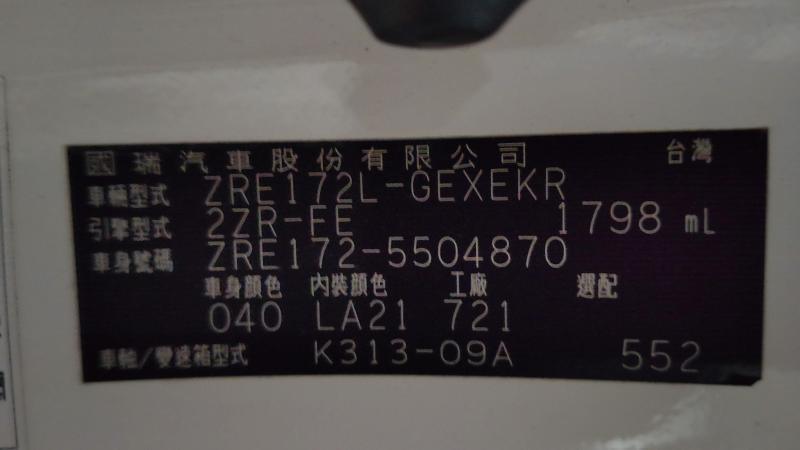 國瑞汽車股份有限公司 台灣
車輛型式 ZRE172L-GEXEKR
引擎型式 2ZR-FE 1798 mL
車身號碼 ZRE172-5504870
車身顏色 內裝顏色 工廠 選配
040 LA21 721
車軸/變速箱型式 K313-09A 552